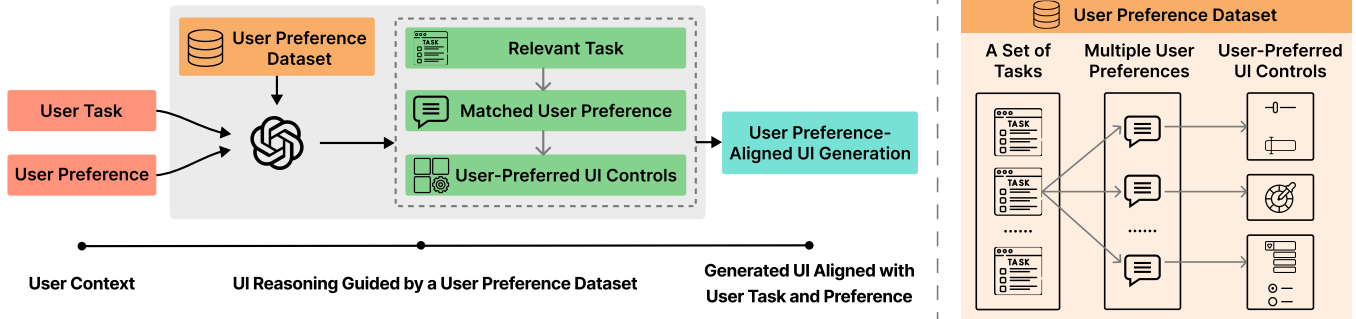 User Preference
Dataset
User Task
User Preference
TASK
Relevant Task
Matched User Preference
User-Preferred UI Controls
User Preference-
Aligned UI Generation
User Context
UI Reasoning Guided by a User Preference Dataset
Generated UI Aligned with
User Task and Preference
User Preference Dataset
A Set of
Tasks
Multiple User
Preferences
User-Preferred
UI Controls
TASK
TASK
......
......
TASK